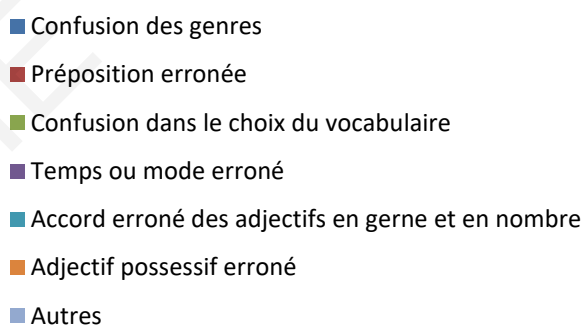 Confusion des genres
Préposition erronée
Confusion dans le choix du vocabulaire
Temps ou mode erroné
Accord erroné des adjectifs en gerne et en nombre
Adjectif possessif erroné
Autres